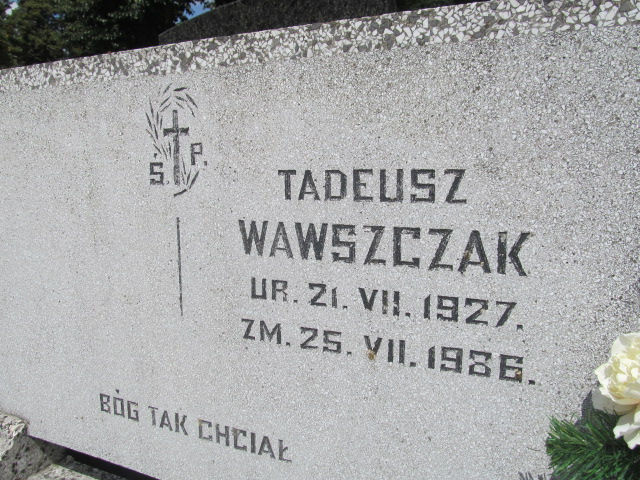 Ś. P.
TADEUSZ
WAWSZCZAK
UR. 21. VII. 1927.
ZM. 25. VII. 1986.
BÓG TAK CHCIAŁ